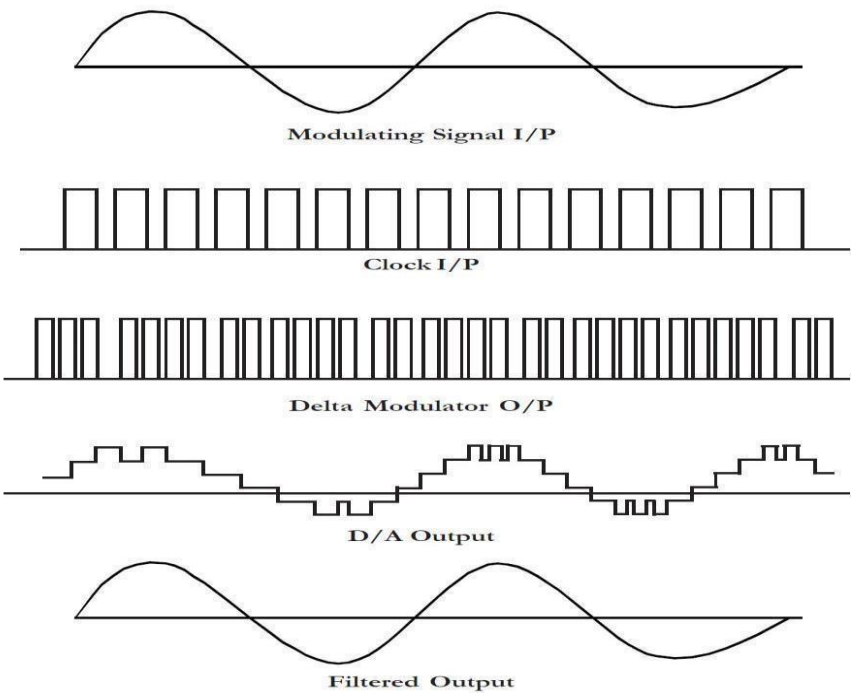 Modulating Signal I/P
Clock I/P
Delta Modulator O/P
D/A Output
Filtered Output